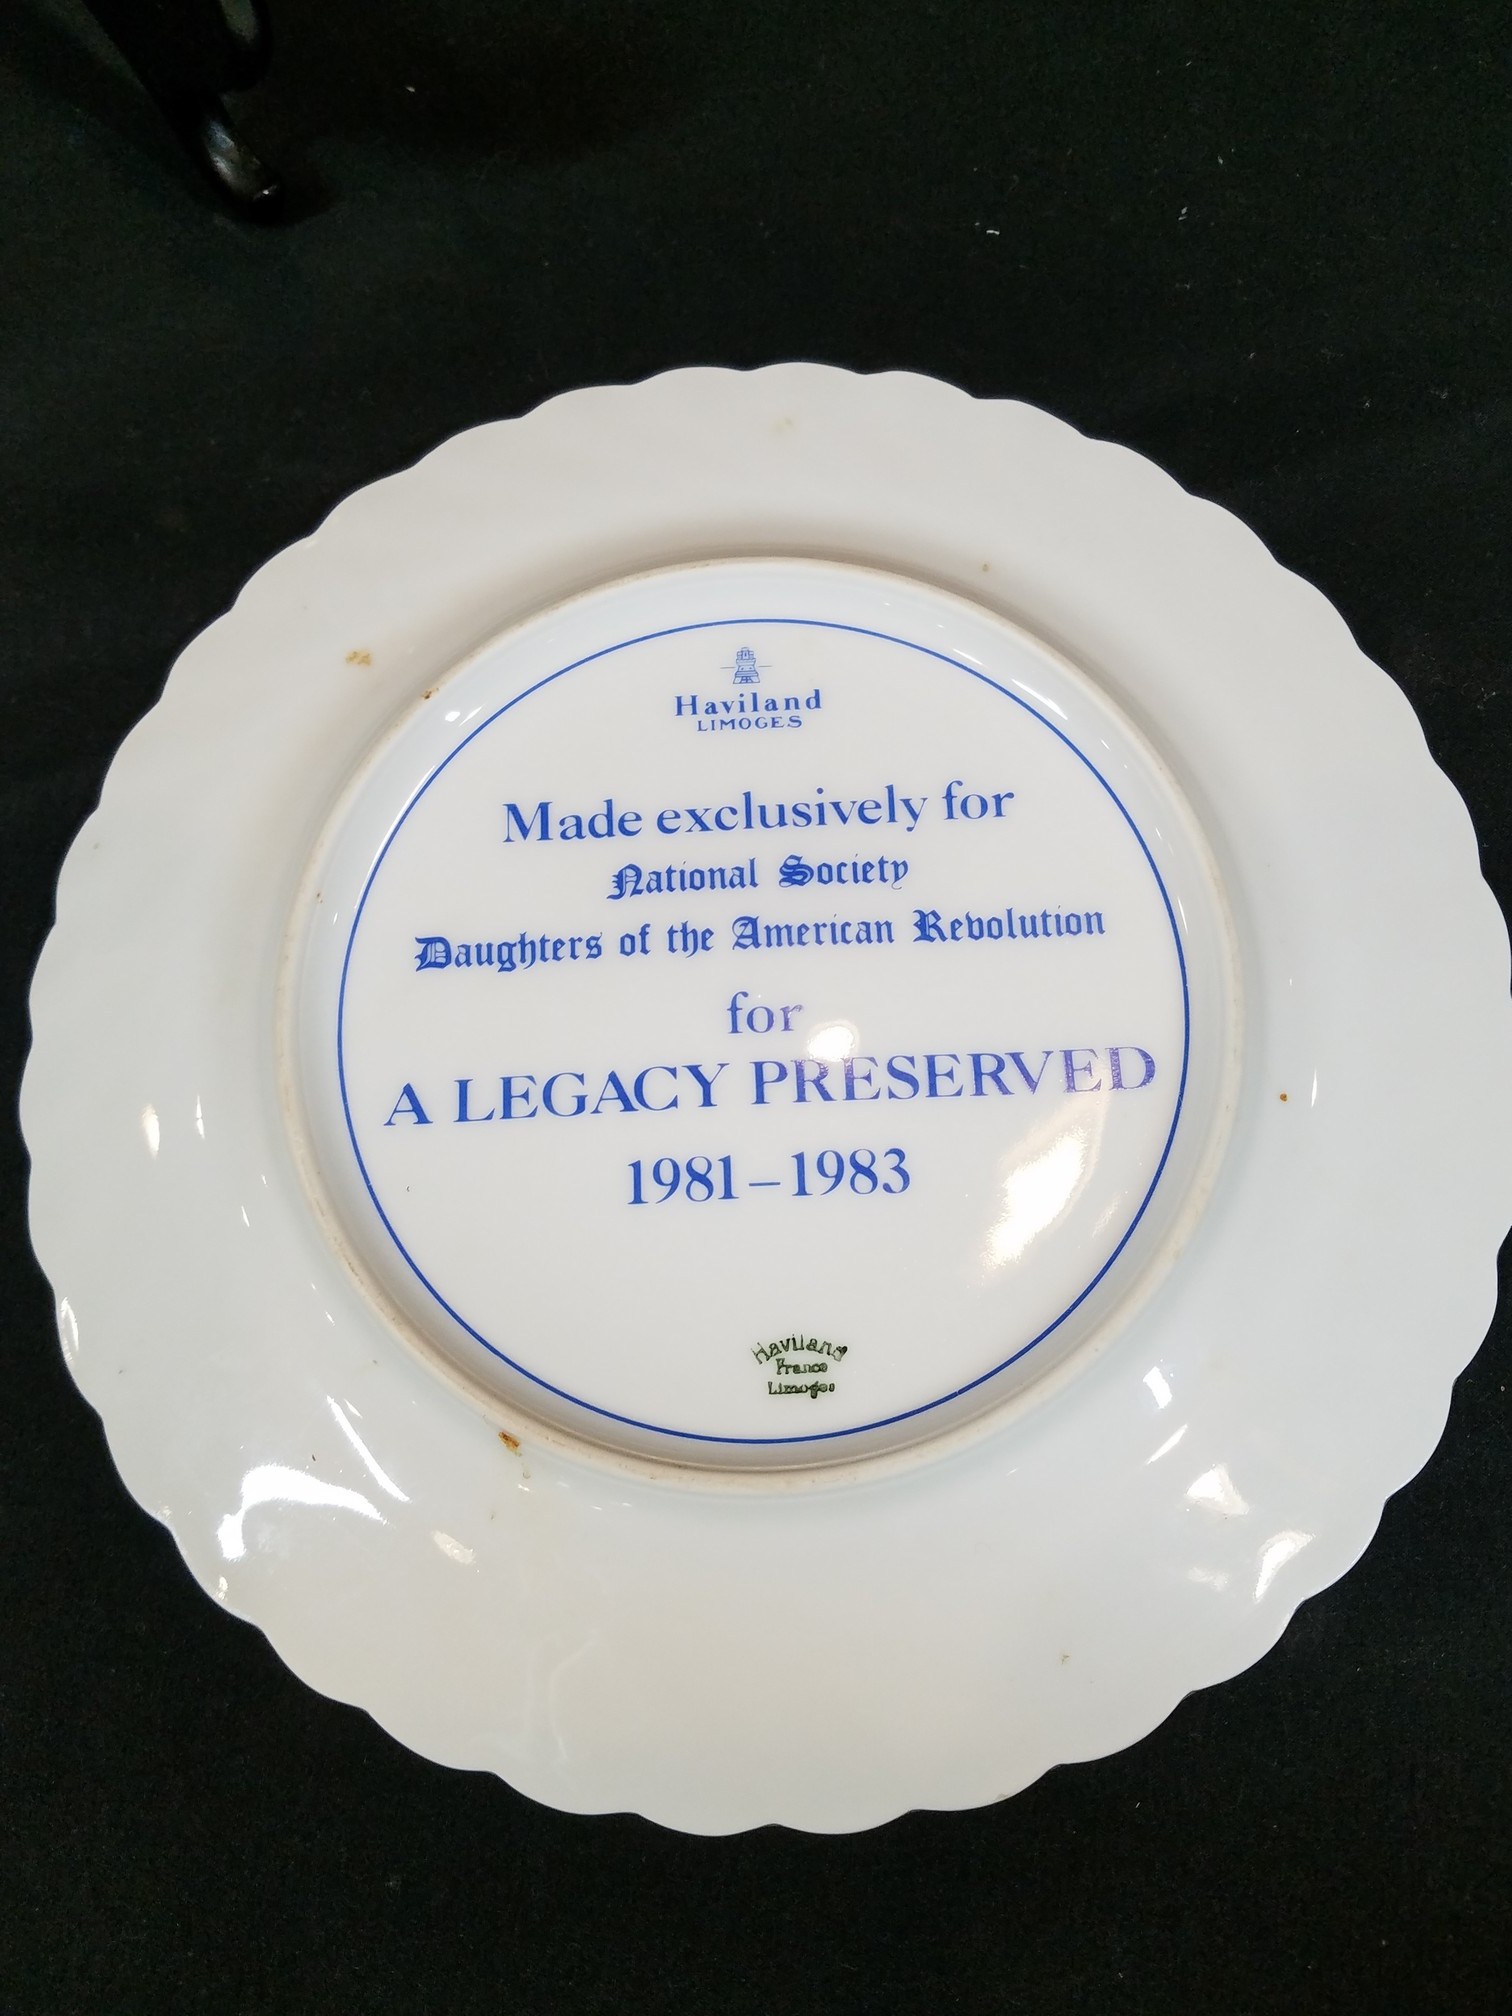 Haviland
LIMOGES
Made exclusively for
National Society
Daughters of the American Revolution
for
A LEGACY PRESERVED
1981–1983
Haviland
France
Limoges